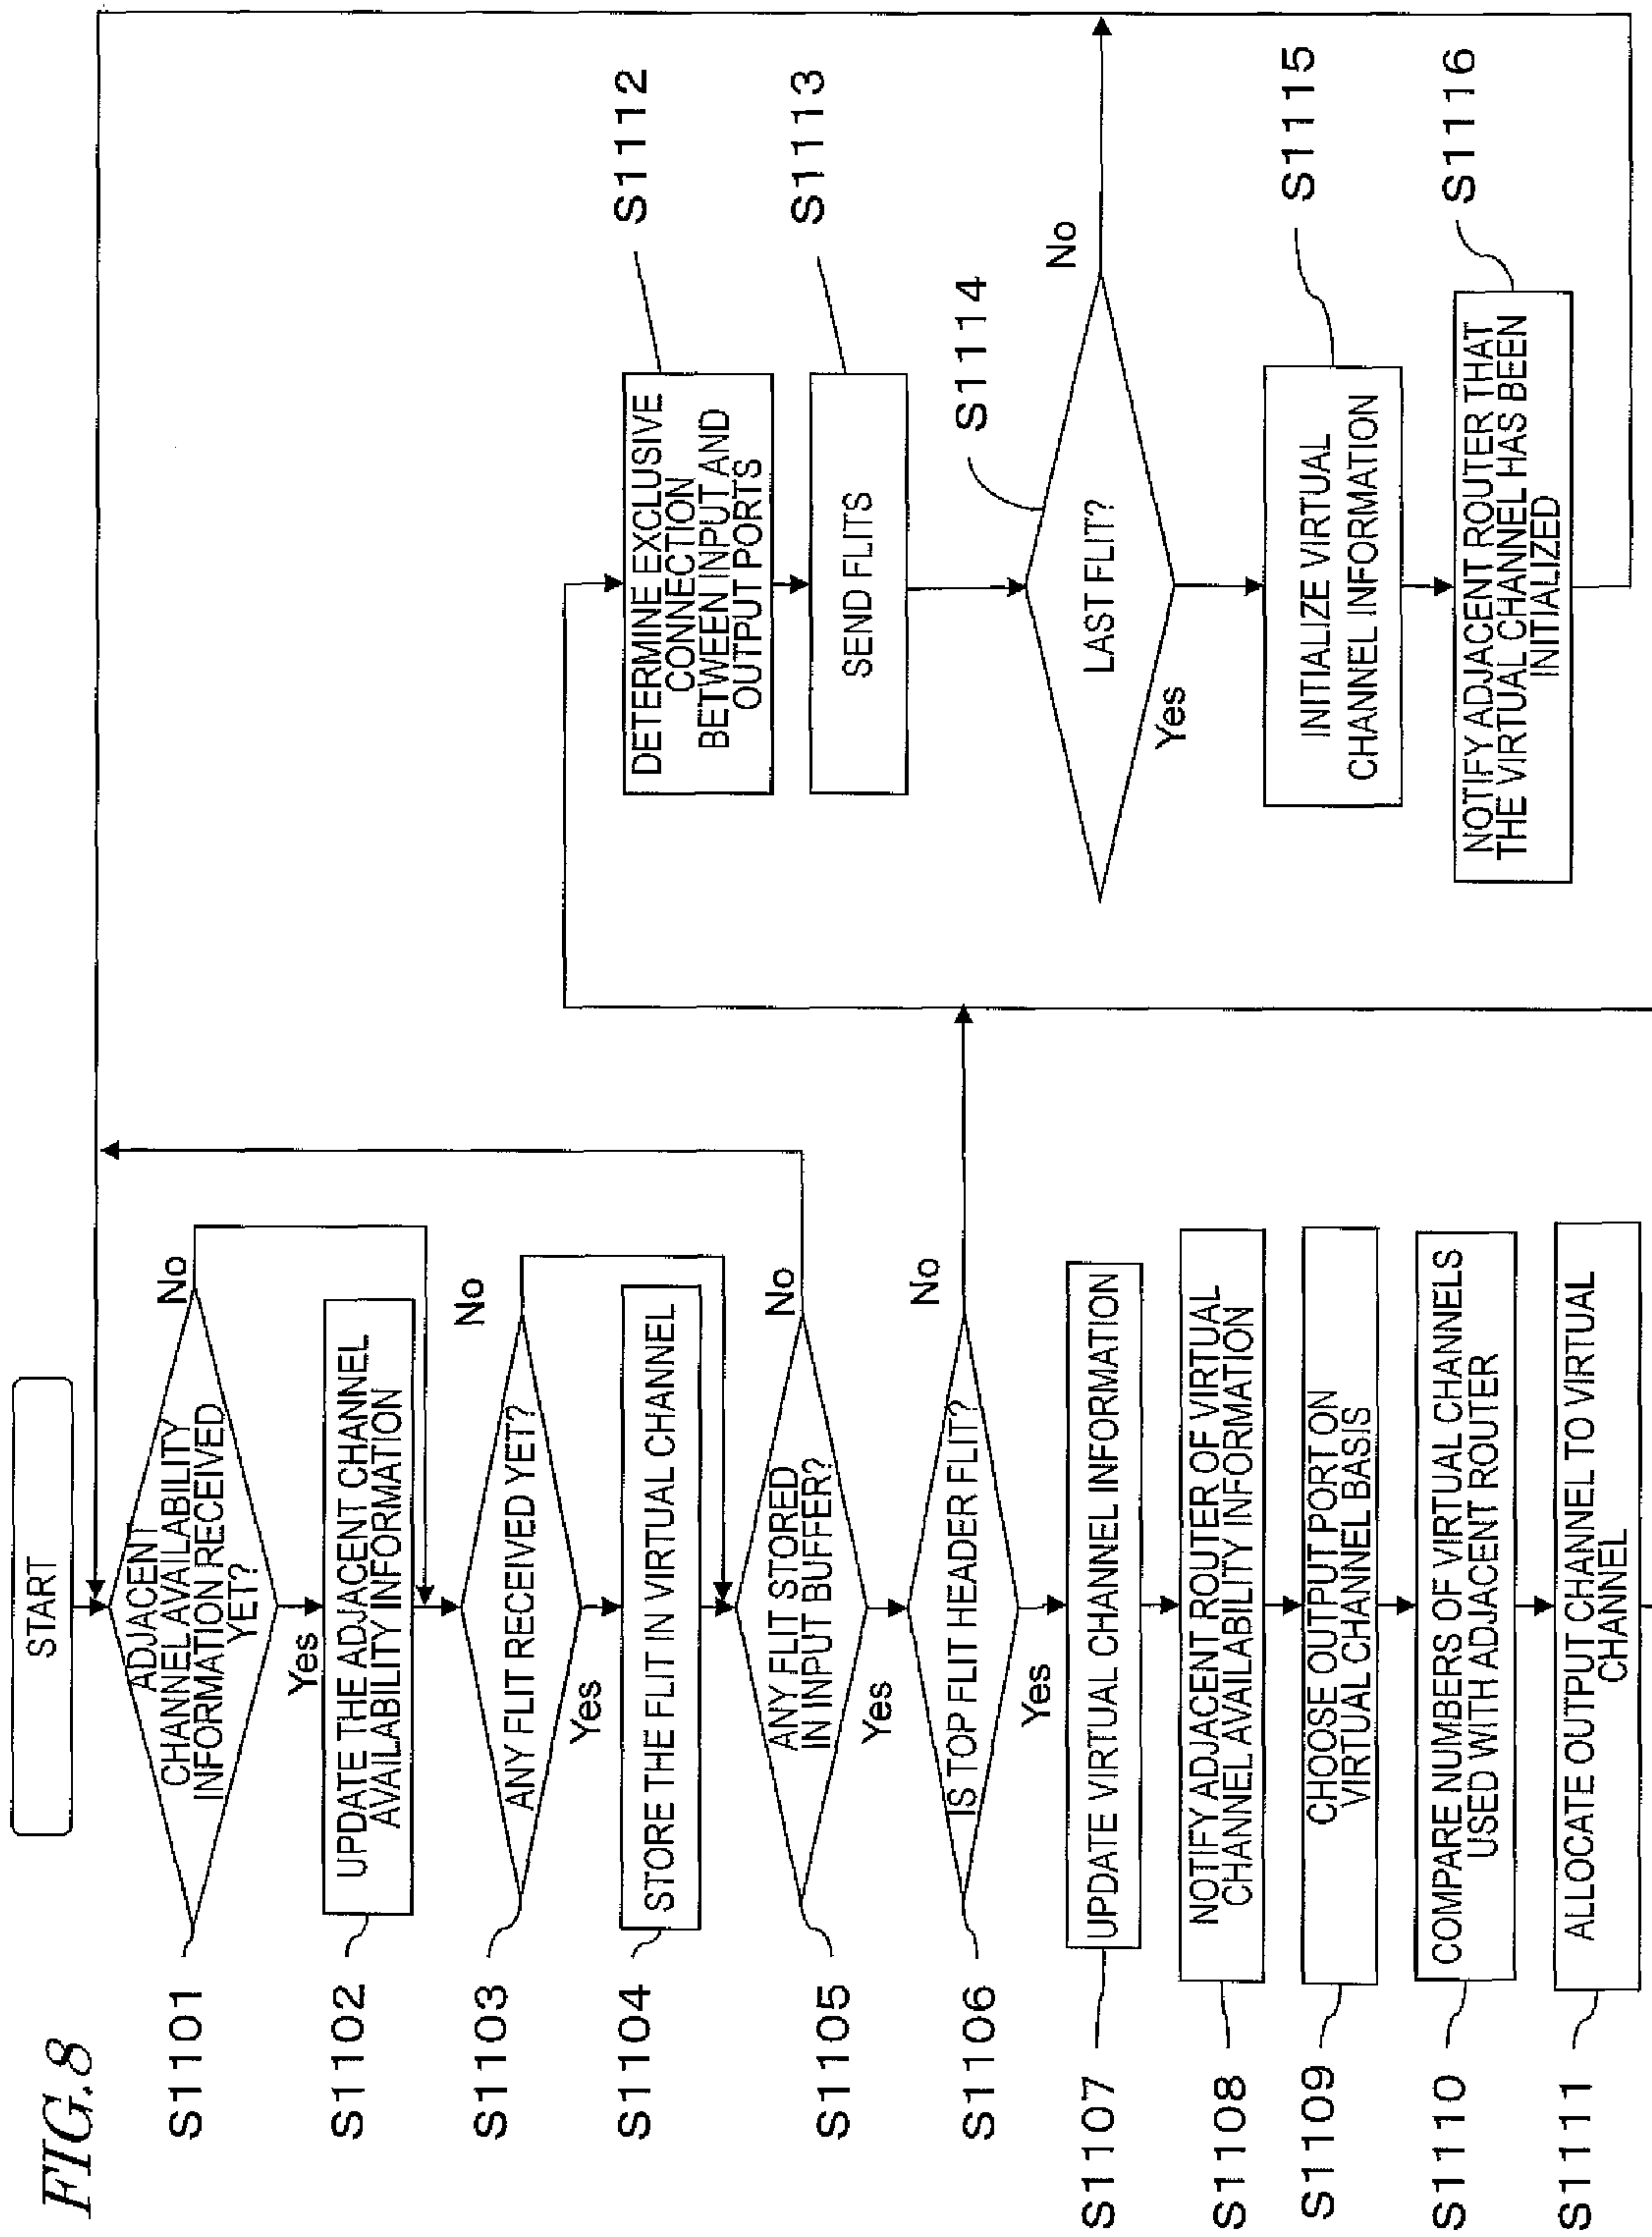 FIG.8
START
S1101
ADJACENT
CHANNEL AVAILABILITY
INFORMATION RECEIVED
YET?
No
Yes
S1102
UPDATE THE ADJACENT CHANNEL
AVAILABILITY INFORMATION
S1103
ANY FLIT RECEIVED YET?
No
Yes
S1104
STORE THE FLIT IN VIRTUAL CHANNEL
S1105
ANY FLIT STORED
IN INPUT BUFFER?
No
Yes
S1106
IS TOP FLIT HEADER FLIT?
No
Yes
S1107
UPDATE VIRTUAL CHANNEL INFORMATION
S1108
NOTIFY ADJACENT ROUTER OF VIRTUAL
CHANNEL AVAILABILITY INFORMATION
S1109
CHOOSE OUTPUT PORT ON
VIRTUAL CHANNEL BASIS
S1110
COMPARE NUMBERS OF VIRTUAL CHANNELS
USED WITH ADJACENT ROUTER
S1111
ALLOCATE OUTPUT CHANNEL TO VIRTUAL
CHANNEL
DETERMINE EXCLUSIVE
CONNECTION
BETWEEN INPUT AND
OUTPUT PORTS
S1112
SEND FLITS
S1113
LAST FLIT?
S1114
No
Yes
INITIALIZE VIRTUAL
CHANNEL INFORMATION
S1115
NOTIFY ADJACENT ROUTER THAT
THE VIRTUAL CHANNEL HAS BEEN
INITIALIZED
S1116